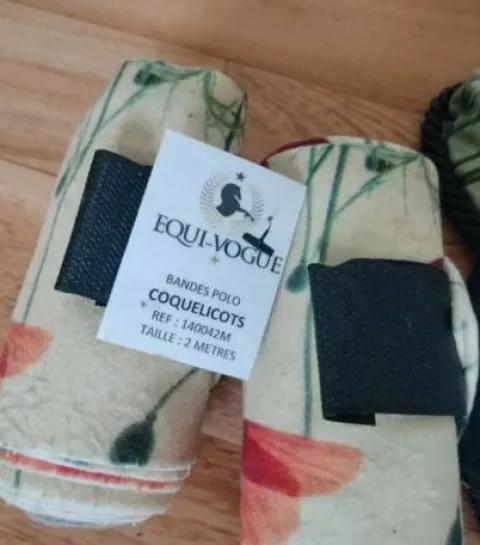 EQUI-VOGUE
BANDES POLO
COQUELICOTS
REF : 140042M
TAILLE : 2 METRES